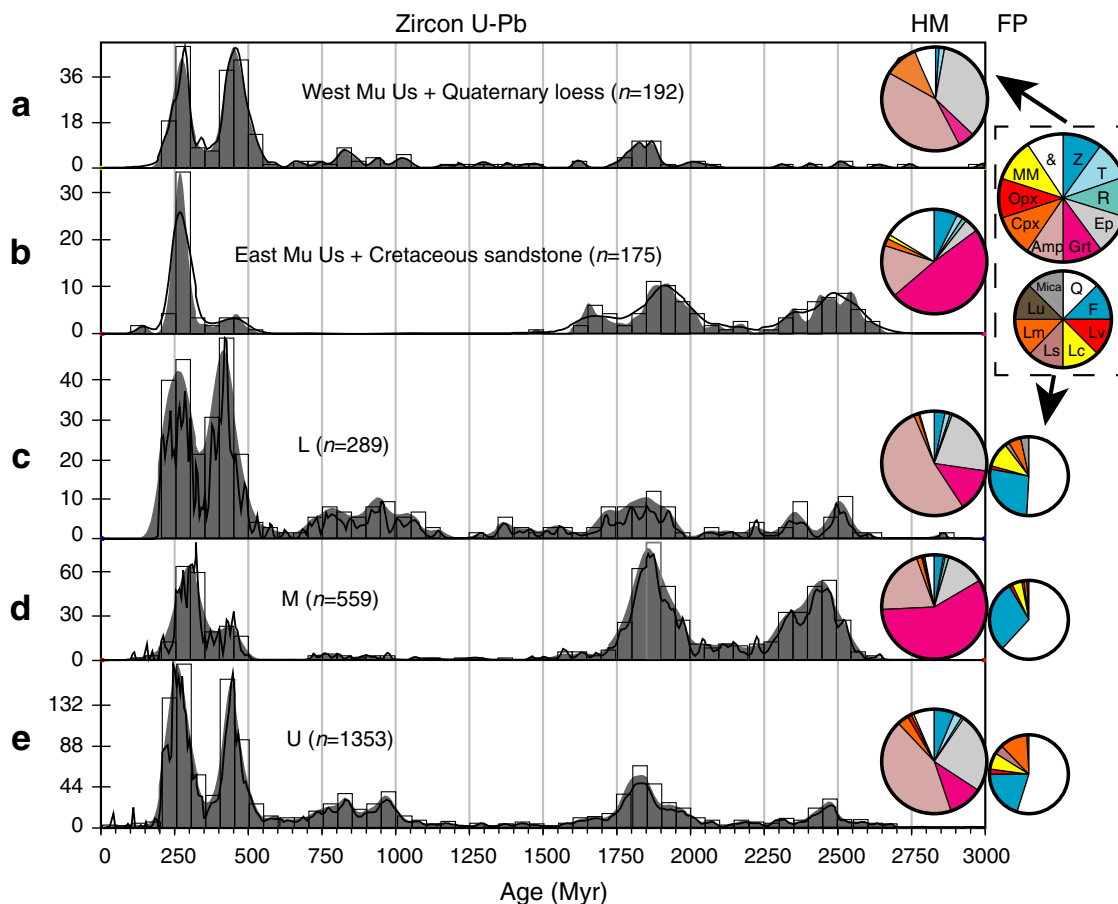 Zircon U-Pb HM FP
a
36
18
0
West Mu Us + Quaternary loess (n=192)
& Z
MM T
Opx R
Cpx Ep
Amp Grt
b
30
20
10
0
East Mu Us + Cretaceous sandstone (n=175)
Mica Q
Lu F
Lm Lv
Ls Lc
c
40
30
20
10
0
L (n=289)
d
60
30
0
M (n=559)
e
132
88
44
0
U (n=1353)
0 250 500 750 1000 1250 1500 1750 2000 2250 2500 2750 3000
Age (Myr)